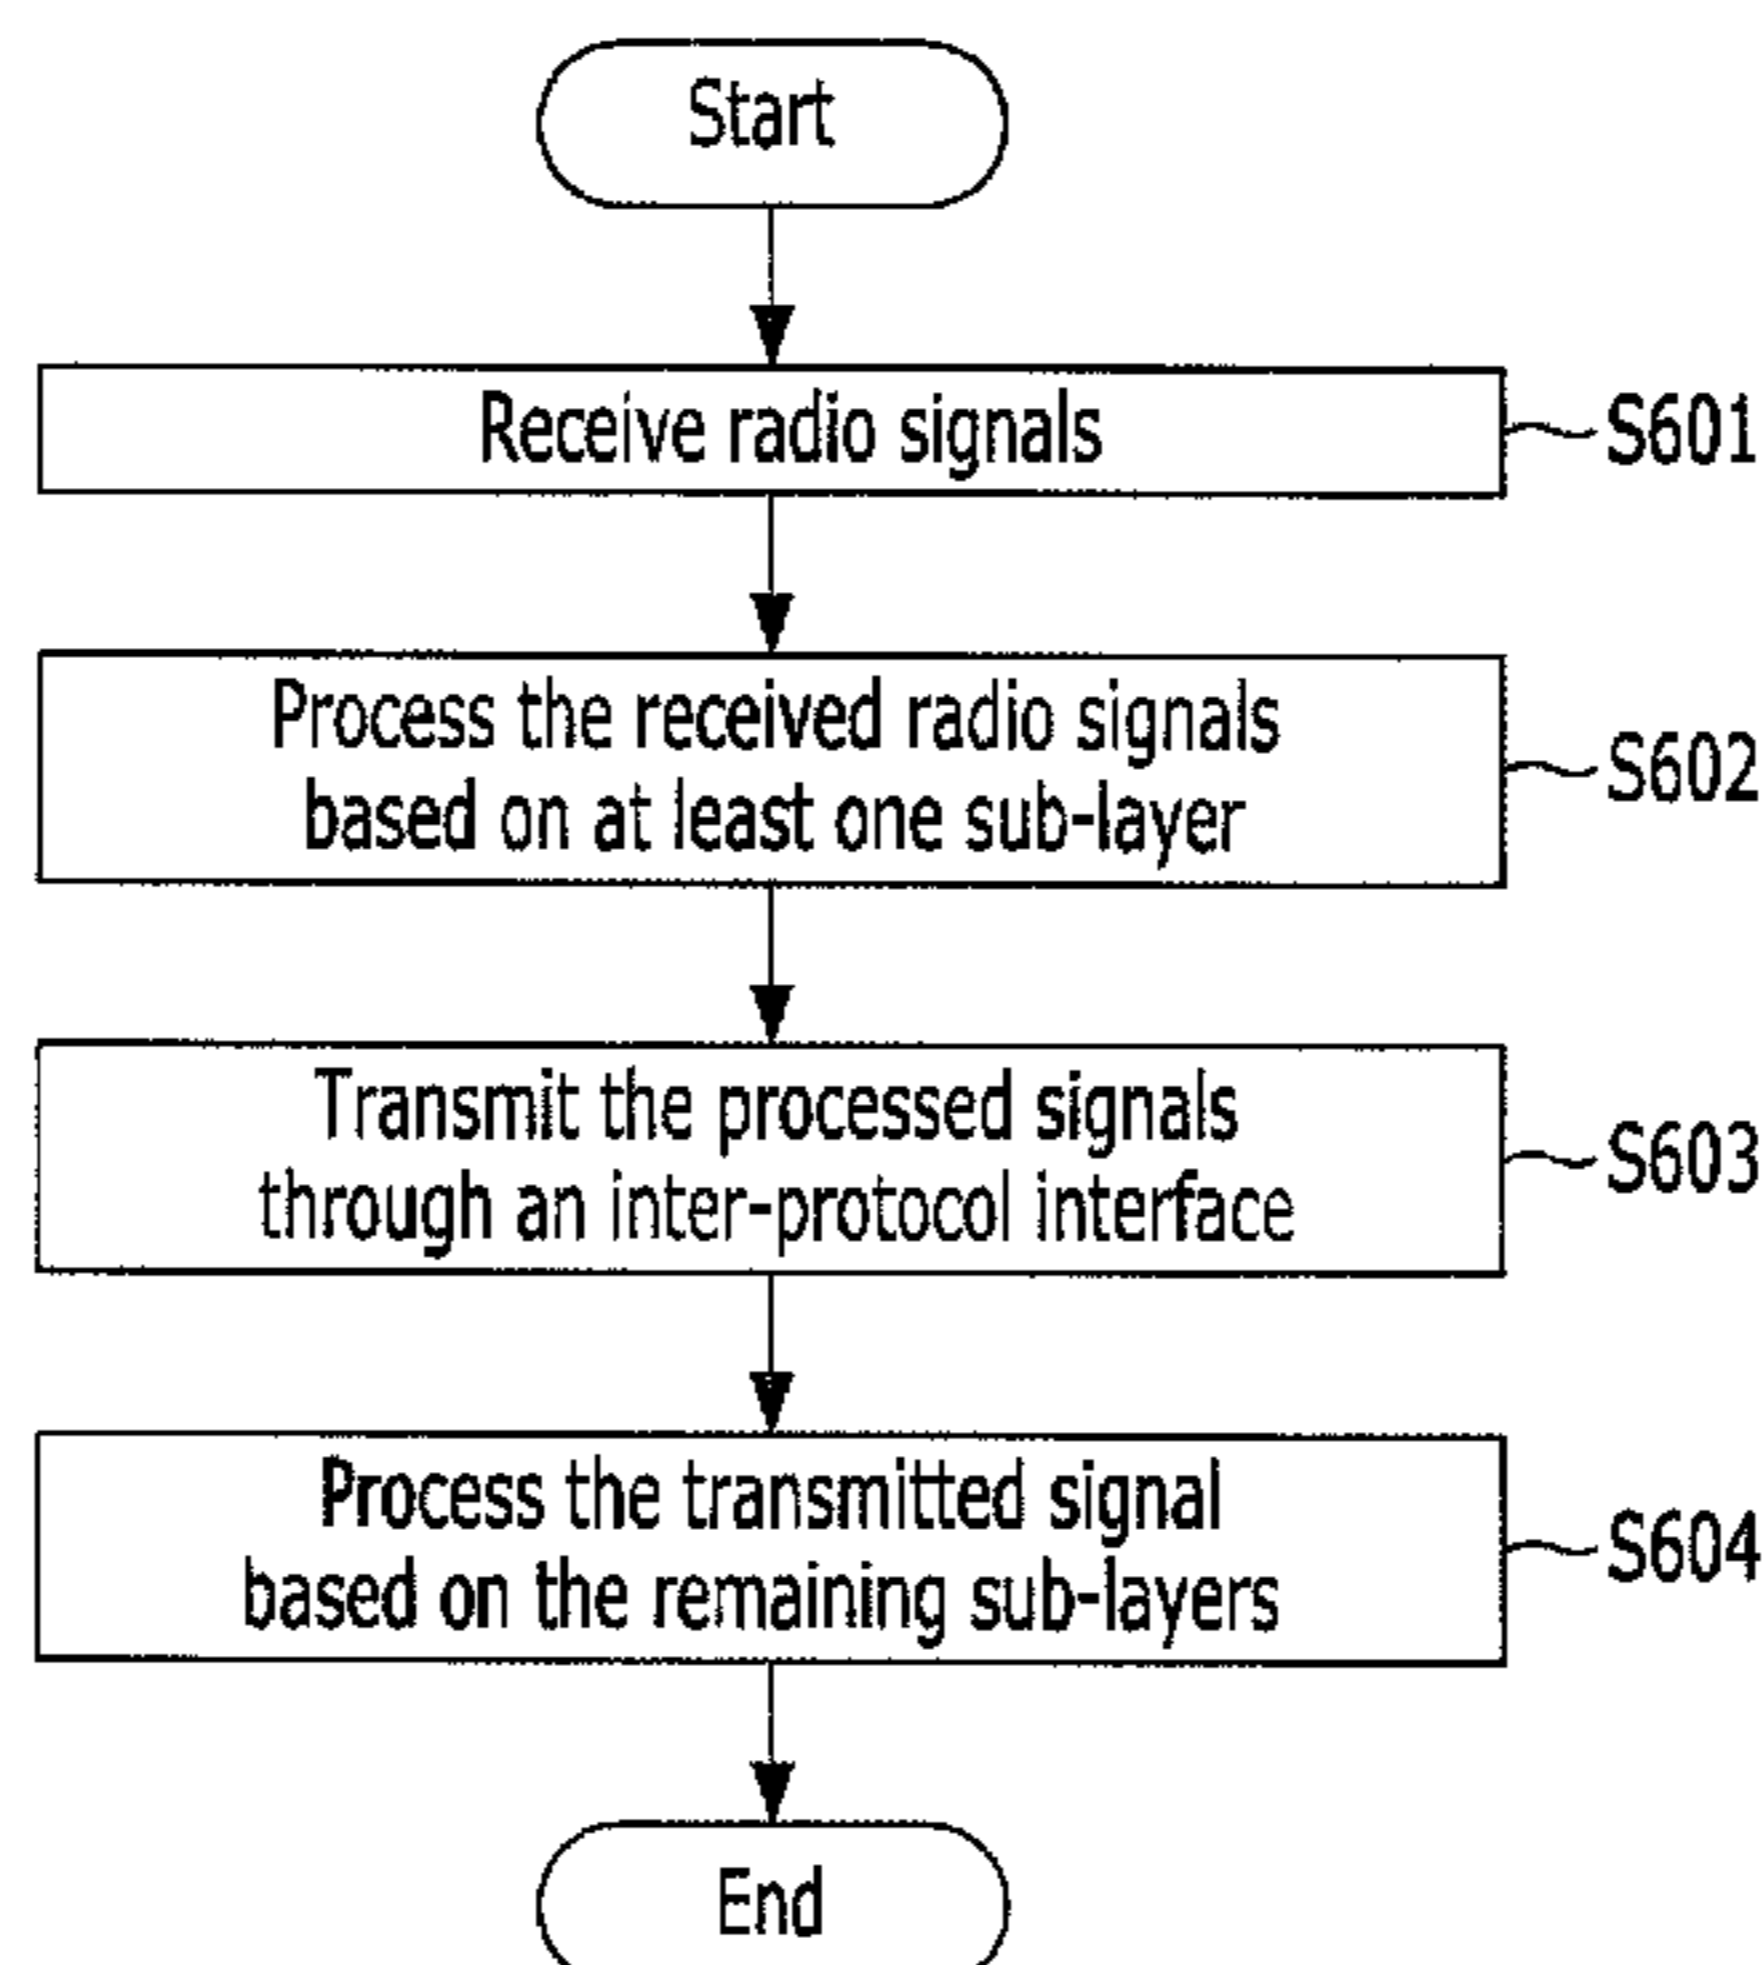 Start
Receive radio signals
S601
Process the received radio signals
based on at least one sub-layer
S602
Transmit the processed signals
through an inter-protocol interface
S603
Process the transmitted signal
based on the remaining sub-layers
S604
End